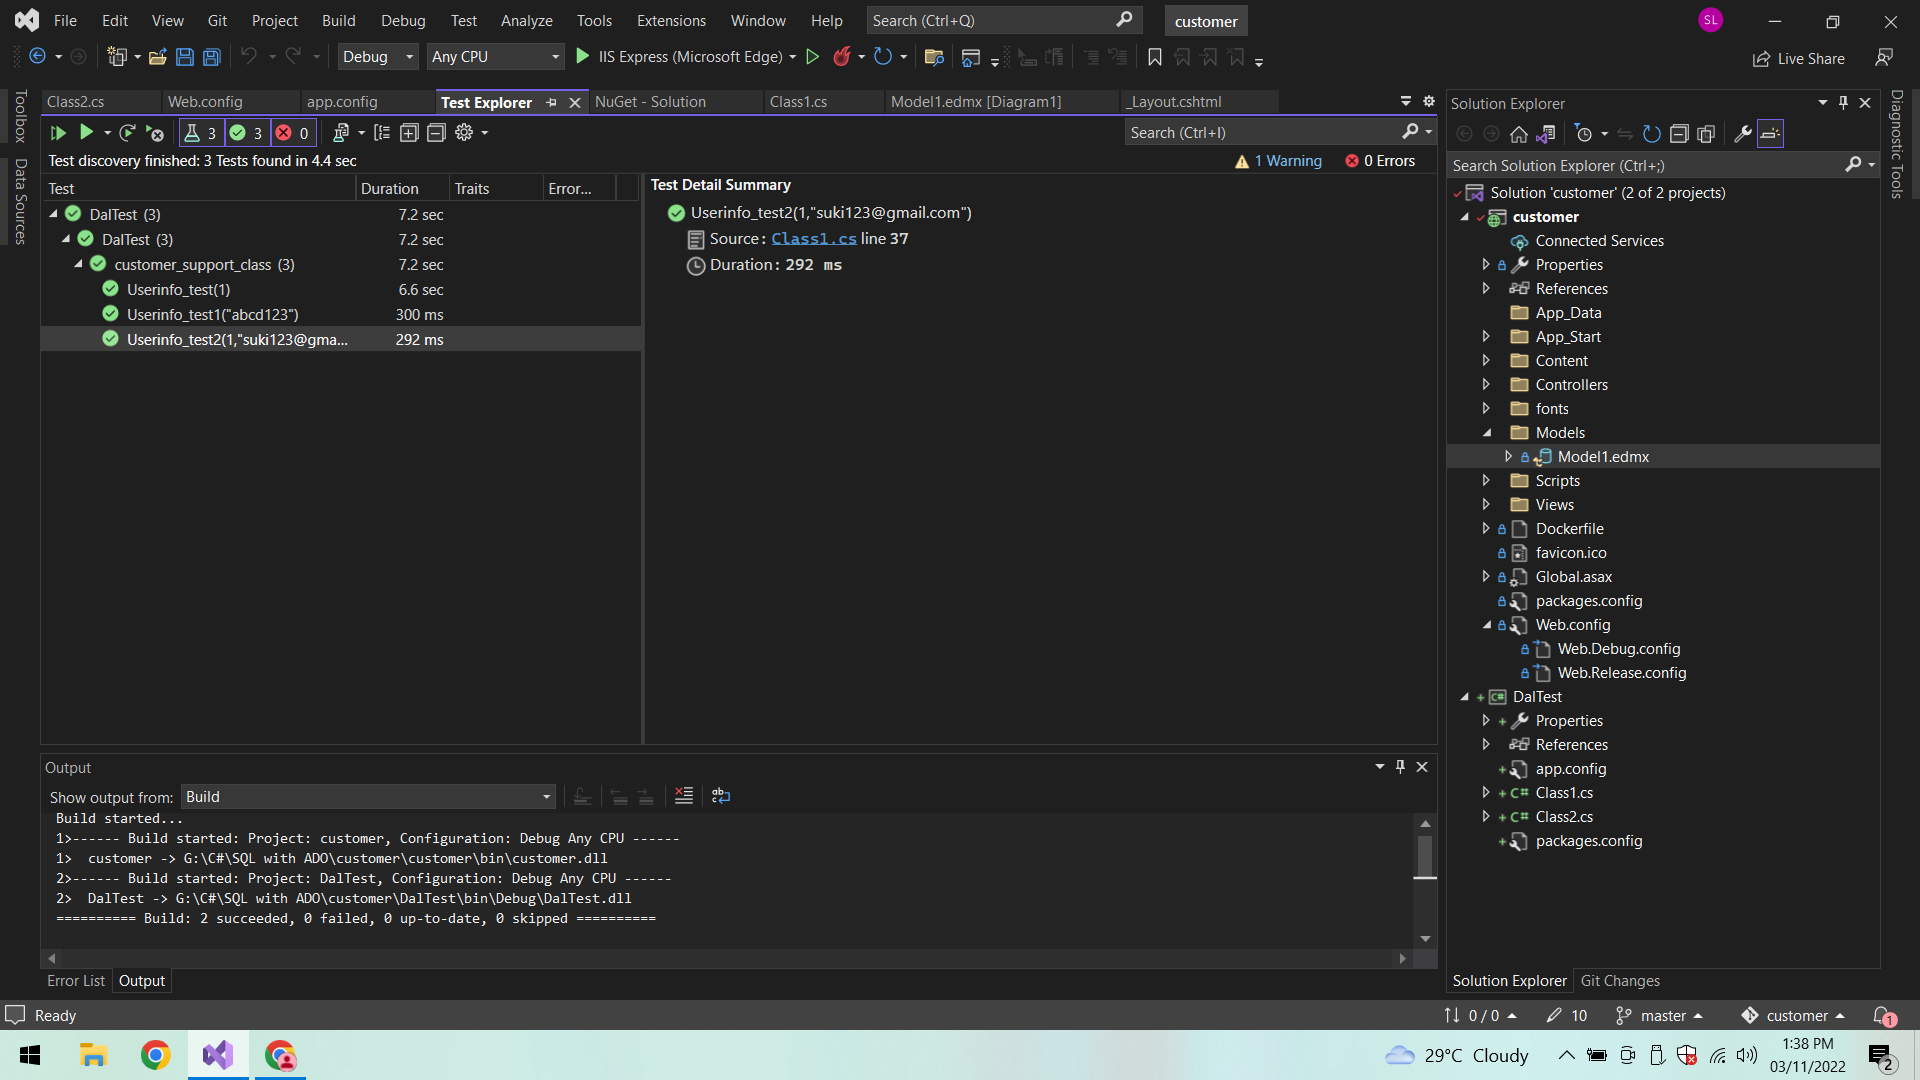 File Edit View Git Project Build Debug Test Analyze Tools Extensions Window Help Search (Ctrl+Q) customer SL
Debug Any CPU IIS Express (Microsoft Edge) Live Share
Toolbox
Data Sources
Class2.cs Web.config app.config Test Explorer NuGet - Solution Class1.cs Model1.edmx [Diagram1] _Layout.cshtml
3 3 0 Search (Ctrl+I)
Test discovery finished: 3 Tests found in 4.4 sec 1 Warning 0 Errors
Test Duration Traits Error...
DalTest (3) 7.2 sec
DalTest (3) 7.2 sec
customer_support_class (3) 7.2 sec
Userinfo_test(1) 6.6 sec
Userinfo_test1("abcd123") 300 ms
Userinfo_test2(1,"suki123@gma... 292 ms
Test Detail Summary
Userinfo_test2(1,"suki123@gmail.com")
Source: Class1.cs line 37
Duration: 292 ms
Output
Show output from: Build
Build started...
1>------ Build started: Project: customer, Configuration: Debug Any CPU ------
1>  customer -> G:\C#\SQL with ADO\customer\customer\bin\customer.dll
2>------ Build started: Project: DalTest, Configuration: Debug Any CPU ------
2>  DalTest -> G:\C#\SQL with ADO\customer\DalTest\bin\Debug\DalTest.dll
========== Build: 2 succeeded, 0 failed, 0 up-to-date, 0 skipped ==========
Error List Output
Solution Explorer
Search Solution Explorer (Ctrl+;)
Solution 'customer' (2 of 2 projects)
customer
Connected Services
Properties
References
App_Data
App_Start
Content
Controllers
fonts
Models
Model1.edmx
Scripts
Views
Dockerfile
favicon.ico
Global.asax
packages.config
Web.config
Web.Debug.config
Web.Release.config
DalTest
Properties
References
app.config
C# Class1.cs
C# Class2.cs
packages.config
Solution Explorer Git Changes
Diagnostic Tools
Ready 0 / 0 10 master customer 1
29°C Cloudy 1:38 PM
03/11/2022 2